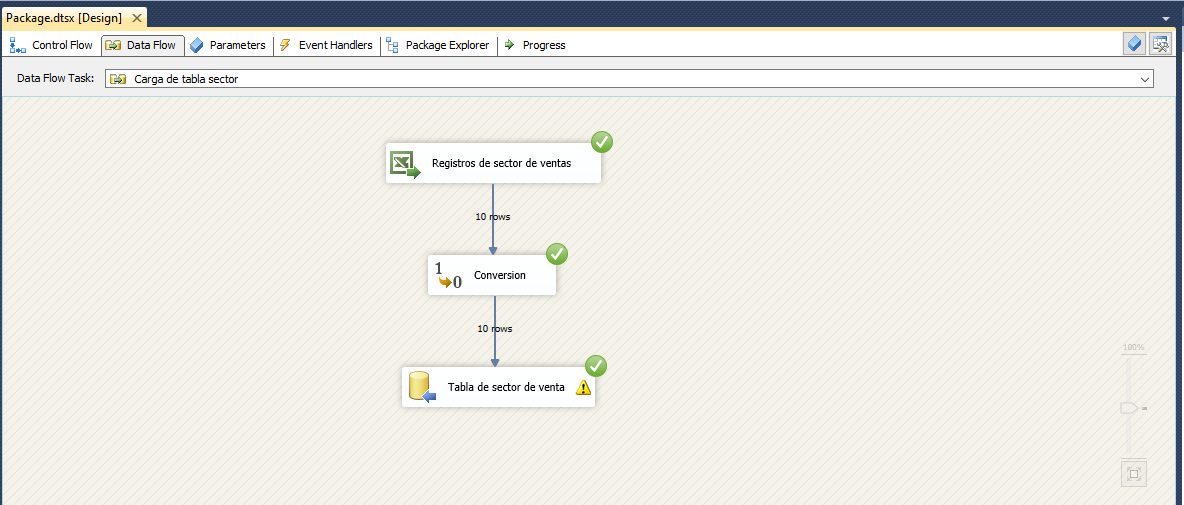 Package.dtsx [Design]
Control Flow Data Flow Parameters Event Handlers Package Explorer Progress
Data Flow Task: Carga de tabla sector
Registros de sector de ventas
10 rows
1
0
Conversion
10 rows
100%
Tabla de sector de venta